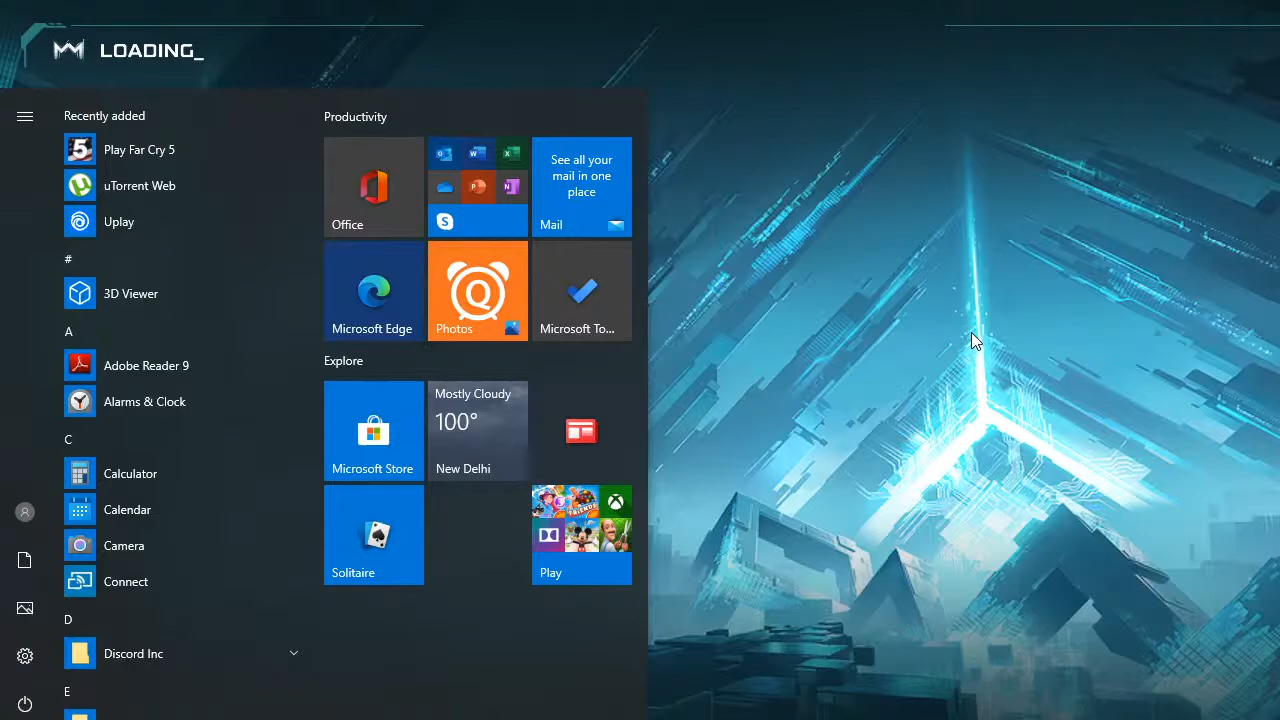 LOADING_
Recently added
Play Far Cry 5
uTorrent Web
Uplay
#
3D Viewer
A
Adobe Reader 9
Alarms & Clock
C
Calculator
Calendar
Camera
Connect
D
Discord Inc
E
Productivity
Office
See all your
mail in one
place
Mail
Microsoft Edge
Photos
Microsoft To...
Explore
Microsoft Store
Mostly Cloudy
100°
New Delhi
Solitaire
Play